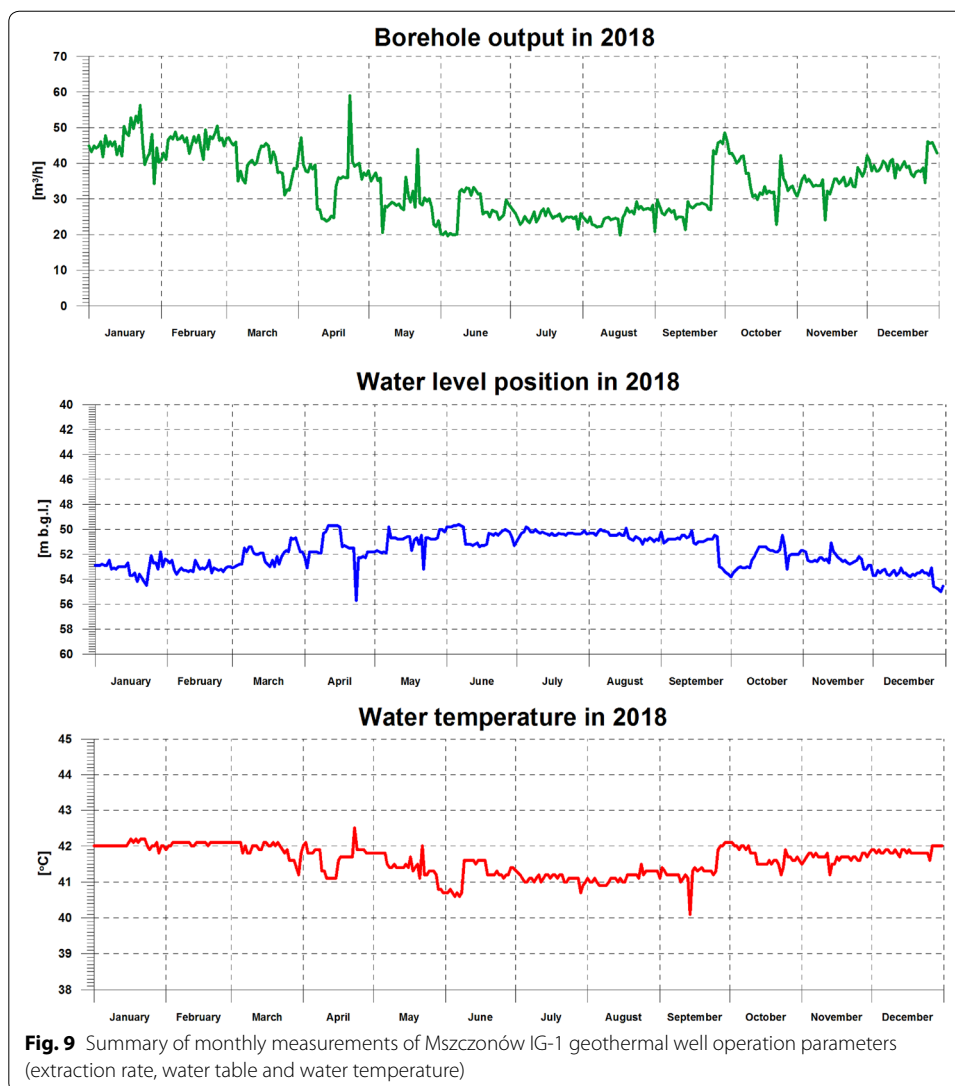 Borehole output in 2018
70
60
50
40
30
20
10
0
[m³/h]
January February March April May June July August September October November December
Water level position in 2018
40
42
44
46
48
50
52
54
56
58
60
[m b.g.l.]
January February March April May June July August September October November December
Water temperature in 2018
45
44
43
42
41
40
39
38
[°C]
January February March April May June July August September October November December
Fig. 9 Summary of monthly measurements of Mszczonów IG-1 geothermal well operation parameters
(extraction rate, water table and water temperature)